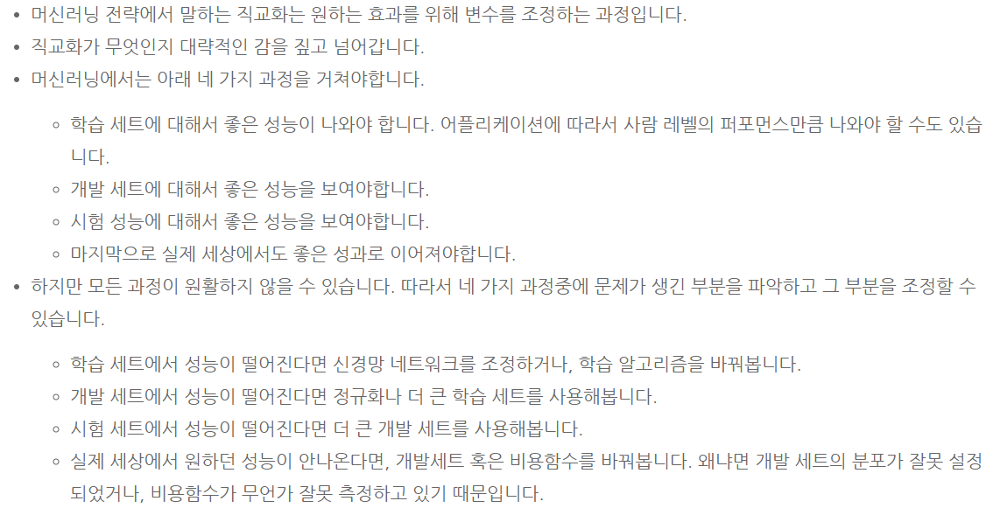 머신러닝 전략에서 말하는 직교화는 원하는 효과를 위해 변수를 조정하는 과정입니다.
직교화가 무엇인지 대략적인 감을 짚고 넘어갑니다.
머신러닝에서는 아래 네 가지 과정을 거쳐야합니다.
학습 세트에 대해서 좋은 성능이 나와야 합니다. 어플리케이션에 따라서 사람 레벨의 퍼포먼스만큼 나와야 할 수도 있습
니다.
개발 세트에 대해서 좋은 성능을 보여야합니다.
시험 성능에 대해서 좋은 성능을 보여야합니다.
마지막으로 실제 세상에서도 좋은 성과로 이어져야합니다.
하지만 모든 과정이 원활하지 않을 수 있습니다. 따라서 네 가지 과정중에 문제가 생긴 부분을 파악하고 그 부분을 조정할 수
있습니다.
학습 세트에서 성능이 떨어진다면 신경망 네트워크를 조정하거나, 학습 알고리즘을 바꿔봅니다.
개발 세트에서 성능이 떨어진다면 정규화나 더 큰 학습 세트를 사용해봅니다.
시험 세트에서 성능이 떨어진다면 더 큰 개발 세트를 사용해봅니다.
실제 세상에서 원하던 성능이 안나온다면, 개발세트 혹은 비용함수를 바꿔봅니다. 왜냐면 개발 세트의 분포가 잘못 설정
되었거나, 비용함수가 무언가 잘못 측정하고 있기 때문입니다.